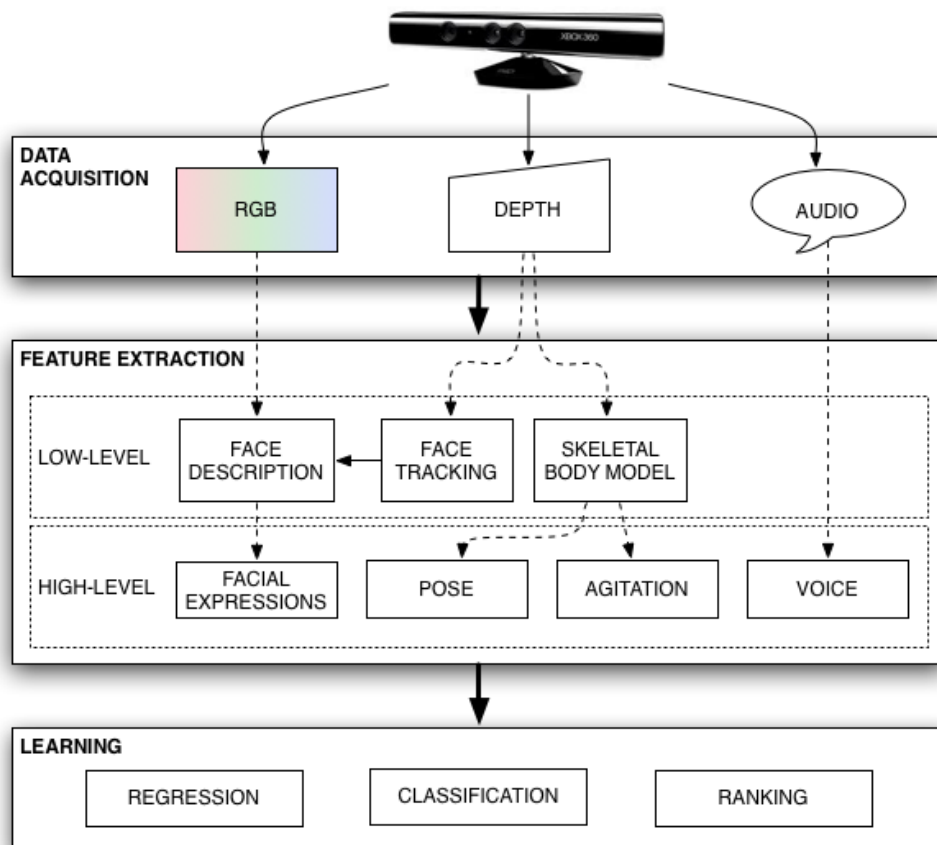 XBOX 360
DATA
ACQUISITION
RGB
DEPTH
AUDIO
FEATURE EXTRACTION
LOW-LEVEL
FACE
DESCRIPTION
FACE
TRACKING
SKELETAL
BODY MODEL
HIGH-LEVEL
FACIAL
EXPRESSIONS
POSE
AGITATION
VOICE
LEARNING
REGRESSION
CLASSIFICATION
RANKING